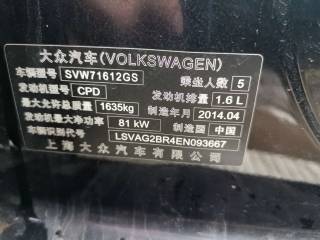 大众汽车(VOLKSWAGEN)
车辆型号 SVW71612GS 乘坐人数 5
发动机型号 CPD 发动机排量 1.6 L
最大允许总质量 1635kg 制造年月 2014.04
发动机最大净功率 81 kW 制造国 中国
车辆识别代号 LSVAG2BR4EN093667
上海大众汽车有限公司